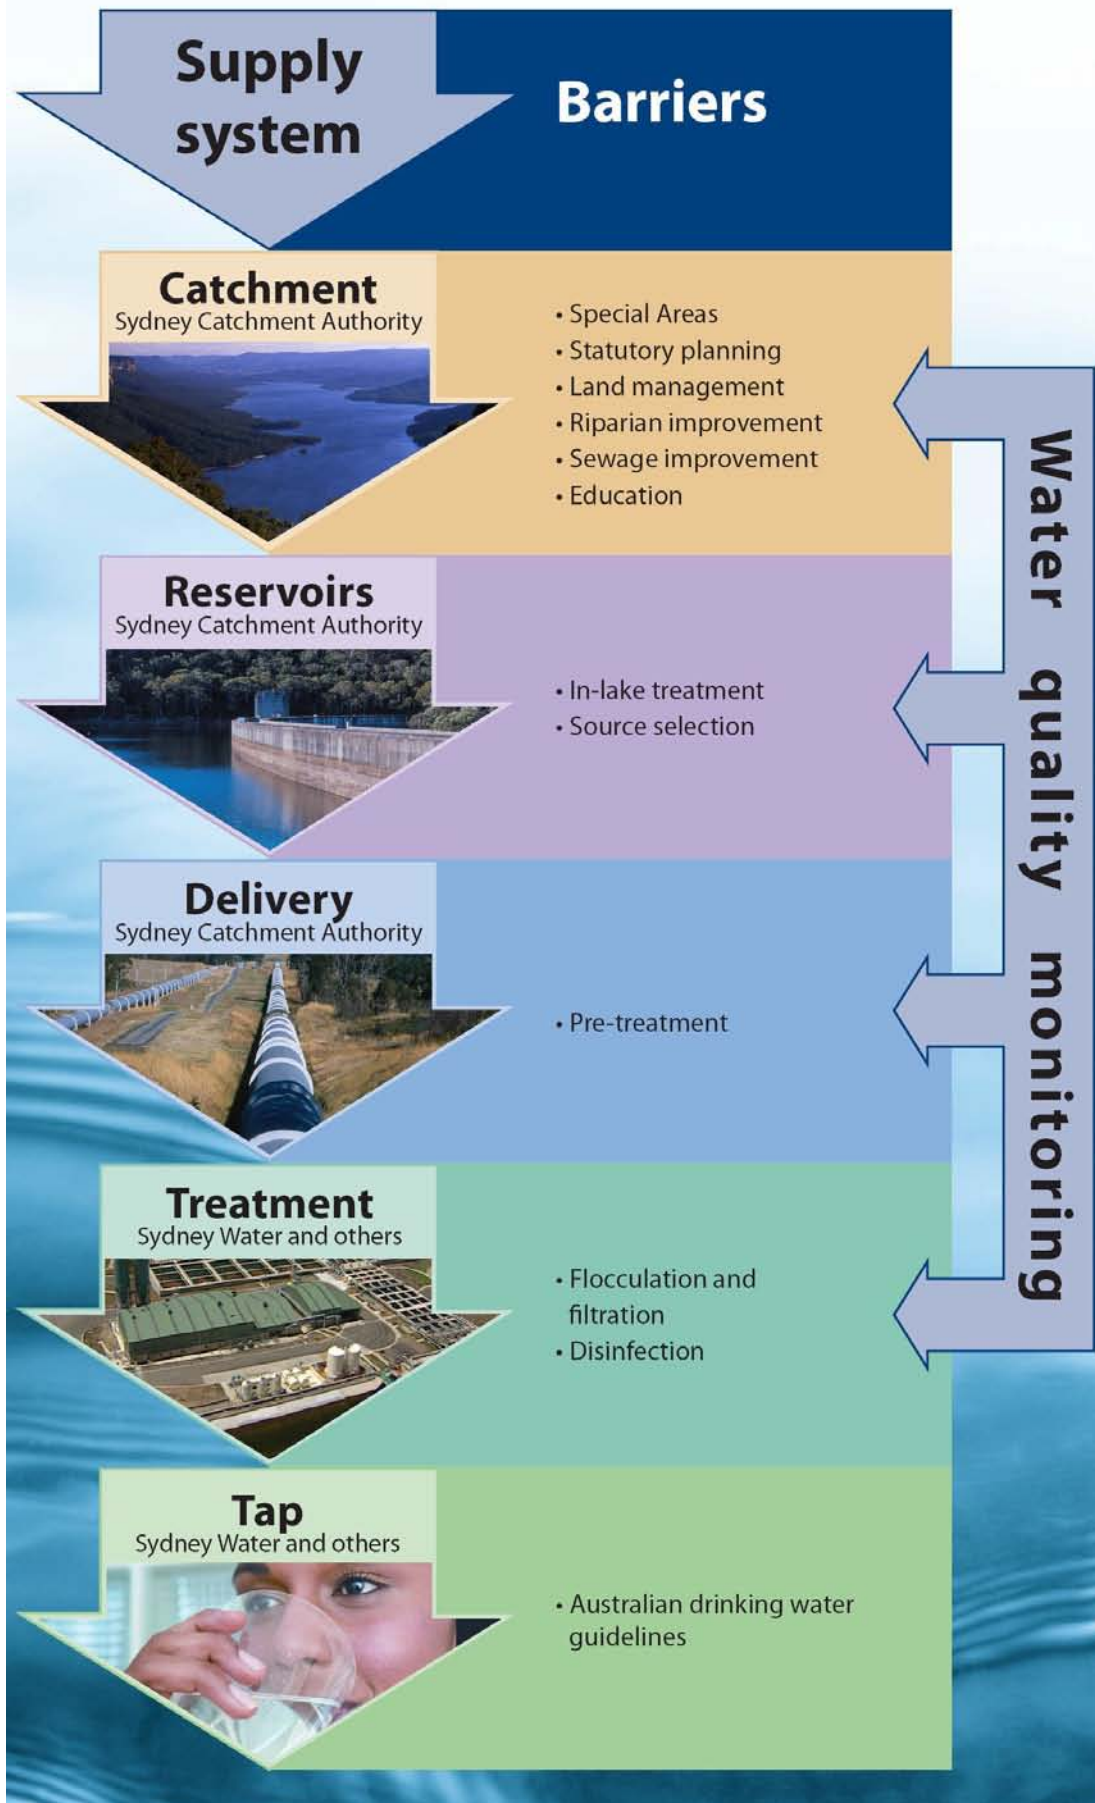 Supply
system
Barriers
Catchment
Sydney Catchment Authority
• Special Areas
• Statutory planning
• Land management
• Riparian improvement
• Sewage improvement
• Education
Reservoirs
Sydney Catchment Authority
• In-lake treatment
• Source selection
Delivery
Sydney Catchment Authority
• Pre-treatment
Treatment
Sydney Water and others
• Flocculation and
filtration
• Disinfection
Tap
Sydney Water and others
• Australian drinking water
guidelines
Water quality monitoring